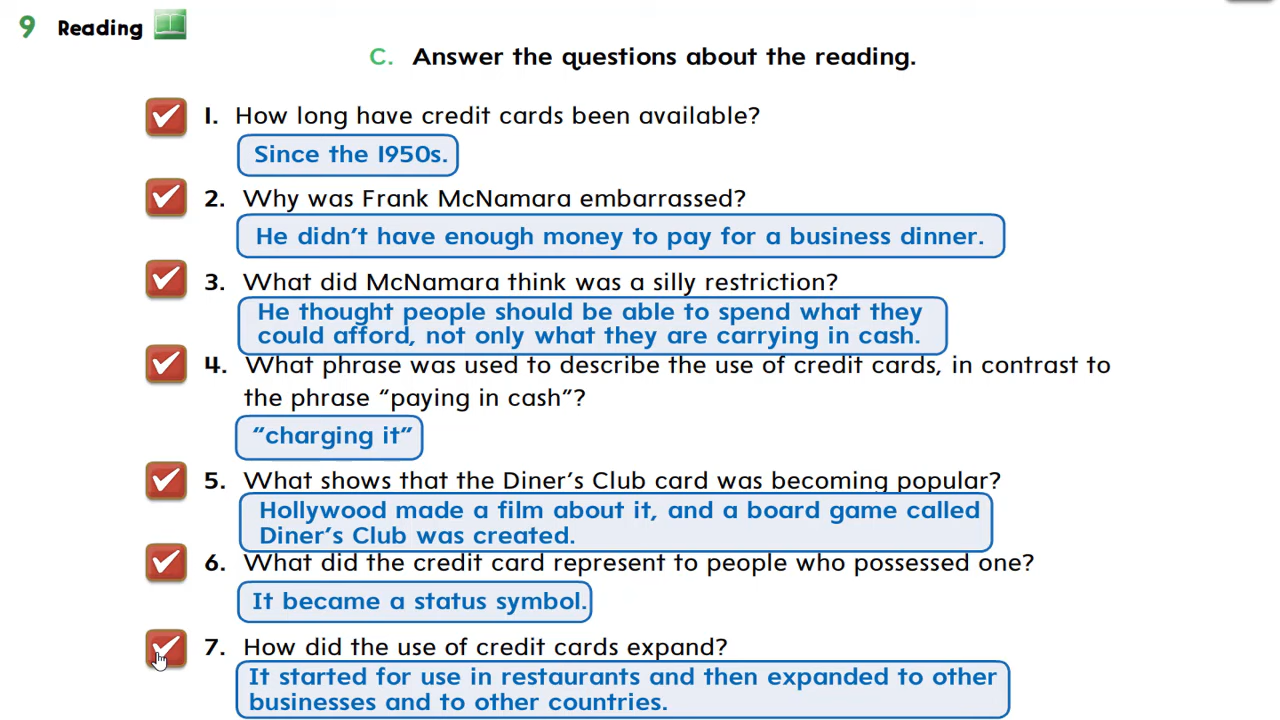 9 Reading
C. Answer the questions about the reading.
1. How long have credit cards been available?
Since the 1950s.
2. Why was Frank McNamara embarrassed?
He didn't have enough money to pay for a business dinner.
3. What did McNamara think was a silly restriction?
He thought people should be able to spend what they
could afford, not only what they are carrying in cash.
4. What phrase was used to describe the use of credit cards, in contrast to
the phrase “paying in cash”?
“charging it”
5. What shows that the Diner's Club card was becoming popular?
Hollywood made a film about it, and a board game called
Diner's Club was created.
6. What did the credit card represent to people who possessed one?
It became a status symbol.
7. How did the use of credit cards expand?
It started for use in restaurants and then expanded to other
businesses and to other countries.